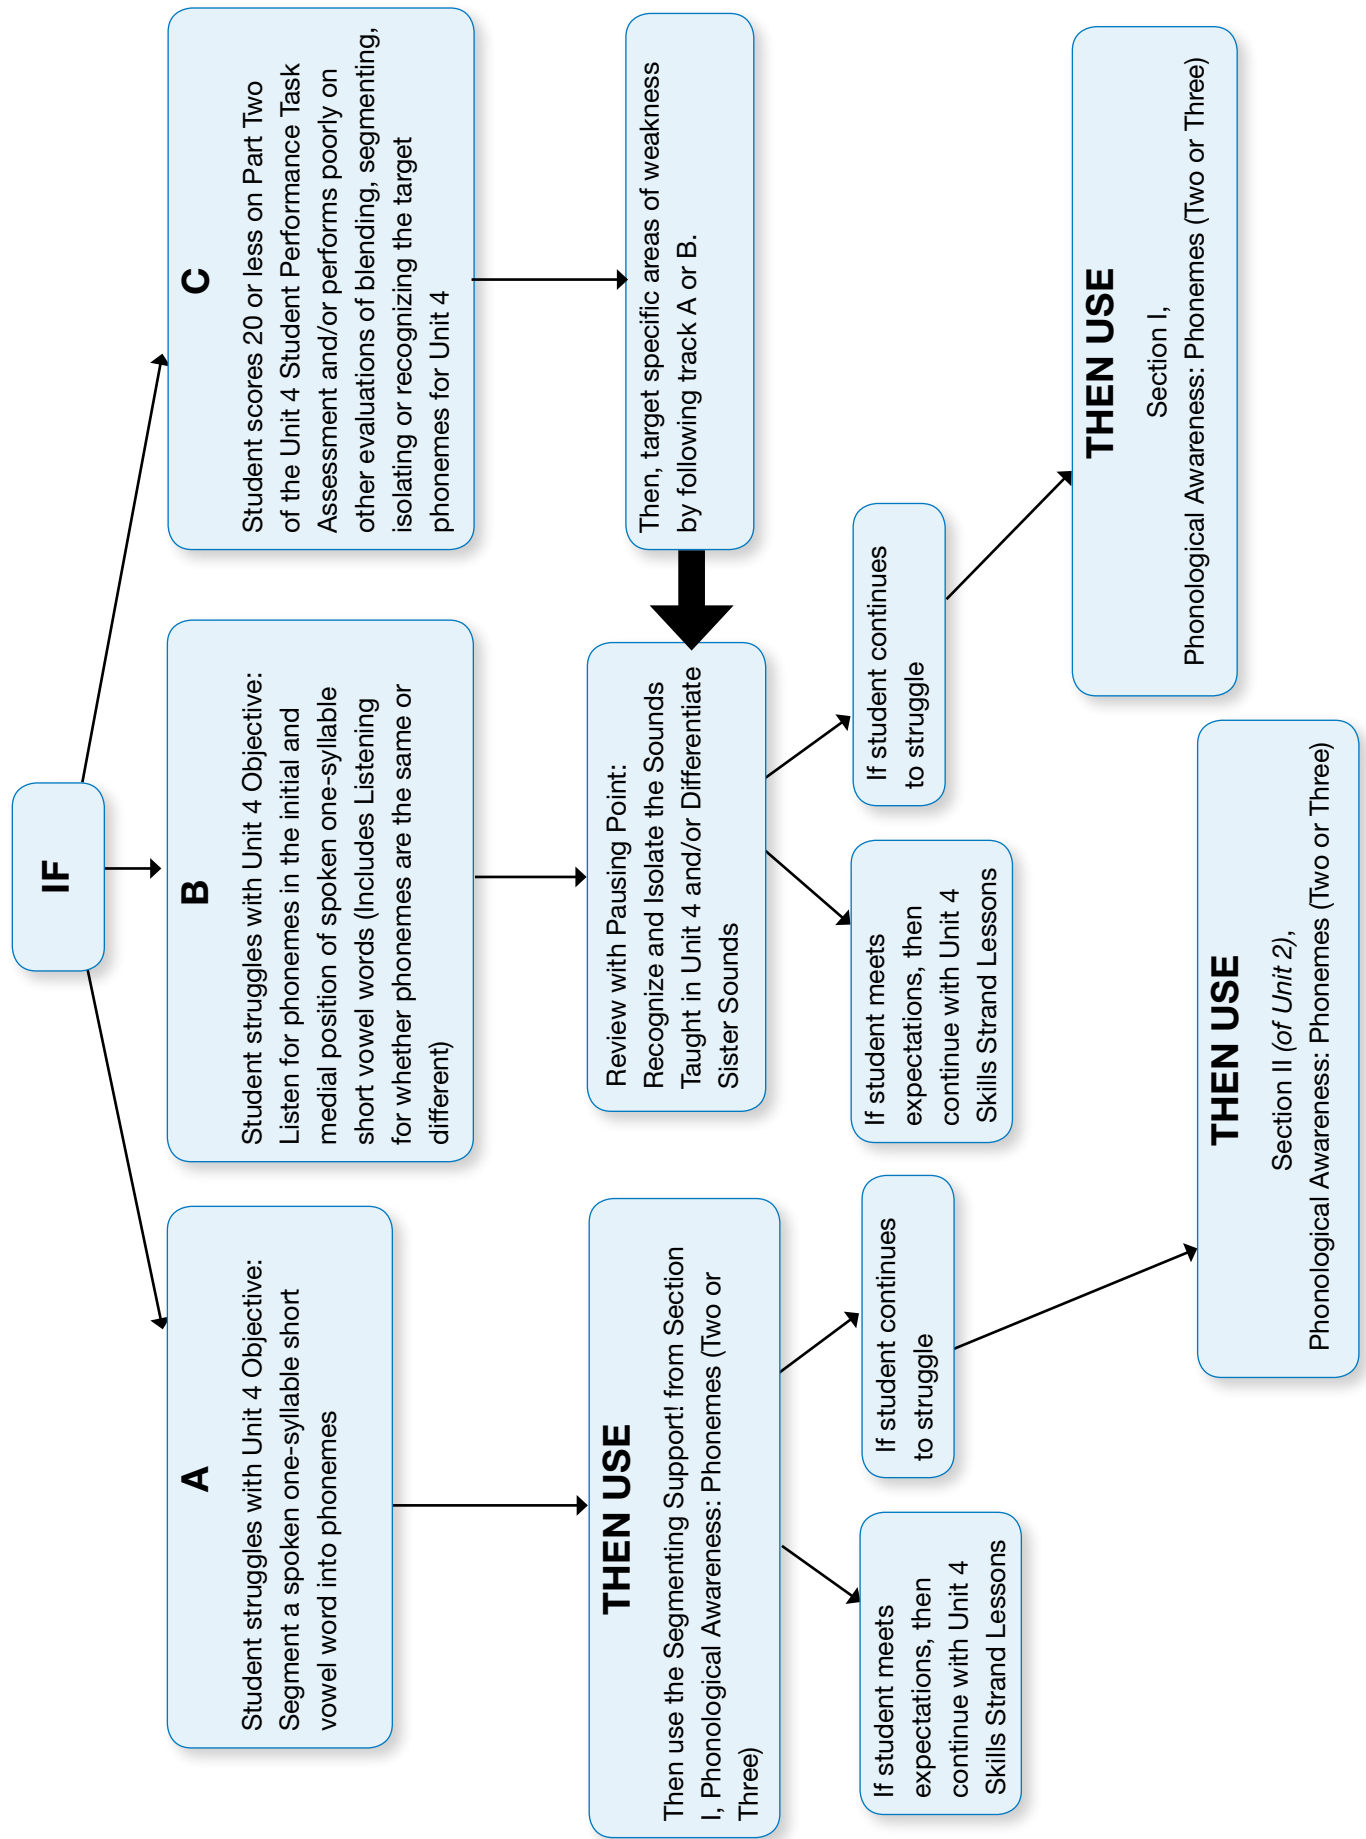 IF
A
Student struggles with Unit 4 Objective:
Segment a spoken one-syllable short
vowel word into phonemes
B
Student struggles with Unit 4 Objective:
Listen for phonemes in the initial and
medial position of spoken one-syllable
short vowel words (Includes Listening
for whether phonemes are the same or
different)
C
Student scores 20 or less on Part Two
of the Unit 4 Student Performance Task
Assessment and/or performs poorly on
other evaluations of blending, segmenting,
isolating or recognizing the target
phonemes for Unit 4
THEN USE
Then use the Segmenting Support! from Section
I, Phonological Awareness: Phonemes (Two or
Three)
Review with Pausing Point:
Recognize and Isolate the Sounds
Taught in Unit 4 and/or Differentiate
Sister Sounds
Then, target specific areas of weakness
by following track A or B.
If student meets
expectations, then
continue with Unit 4
Skills Strand Lessons
If student continues
to struggle
If student meets
expectations, then
continue with Unit 4
Skills Strand Lessons
If student continues
to struggle
THEN USE
Section II (of Unit 2),
Phonological Awareness: Phonemes (Two or Three)
THEN USE
Section I,
Phonological Awareness: Phonemes (Two or Three)